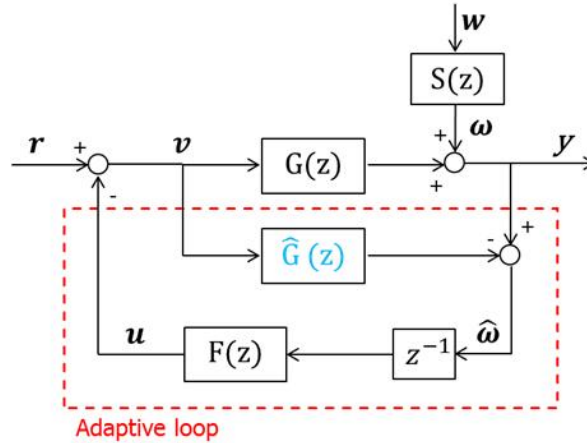 w
S(z)
r + v G(z) + ω y
+
-
Ĝ (z) - +
u F(z) z⁻¹ ω̂
Adaptive loop